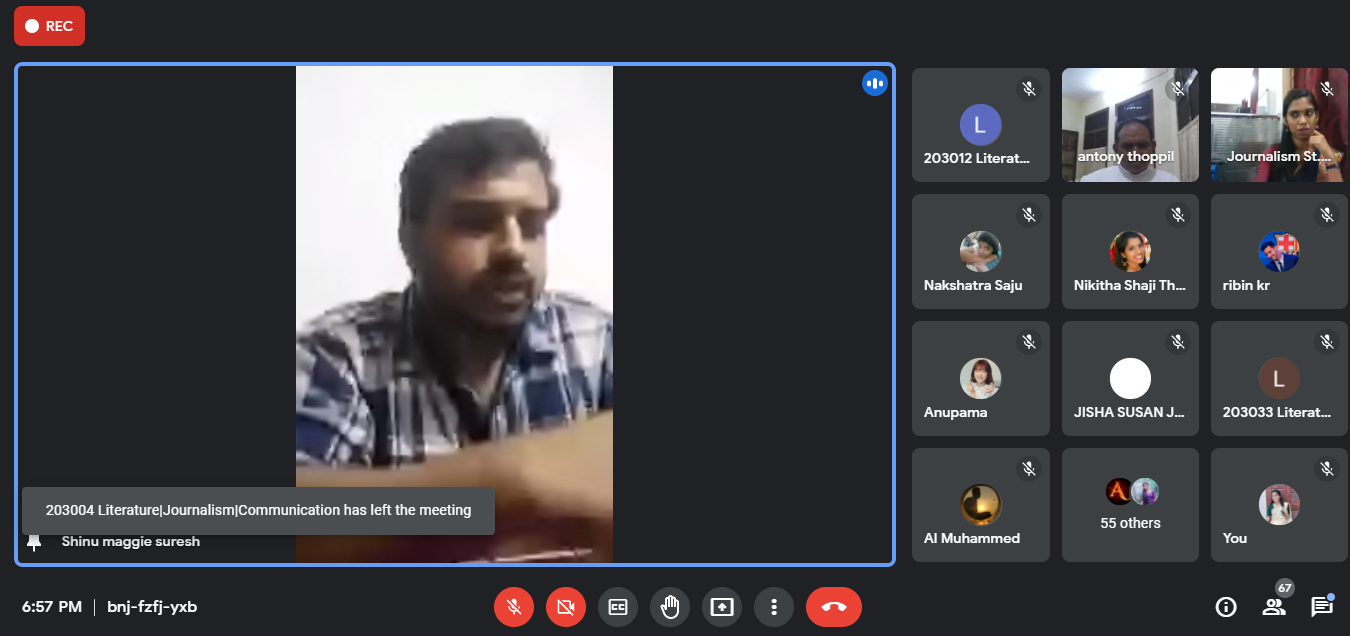 REC
203004 Literature|Journalism|Communication has left the meeting
Shinu maggie suresh
L
203012 Literat...
antony thoppil
Journalism St....
Nakshatra Saju
Nikitha Shaji Th...
ribin kr
Anupama
JISHA SUSAN J...
L
203033 Literat...
Al Muhammed
A
55 others
You
6:57 PM | bnj-fzfj-yxb
CC
67